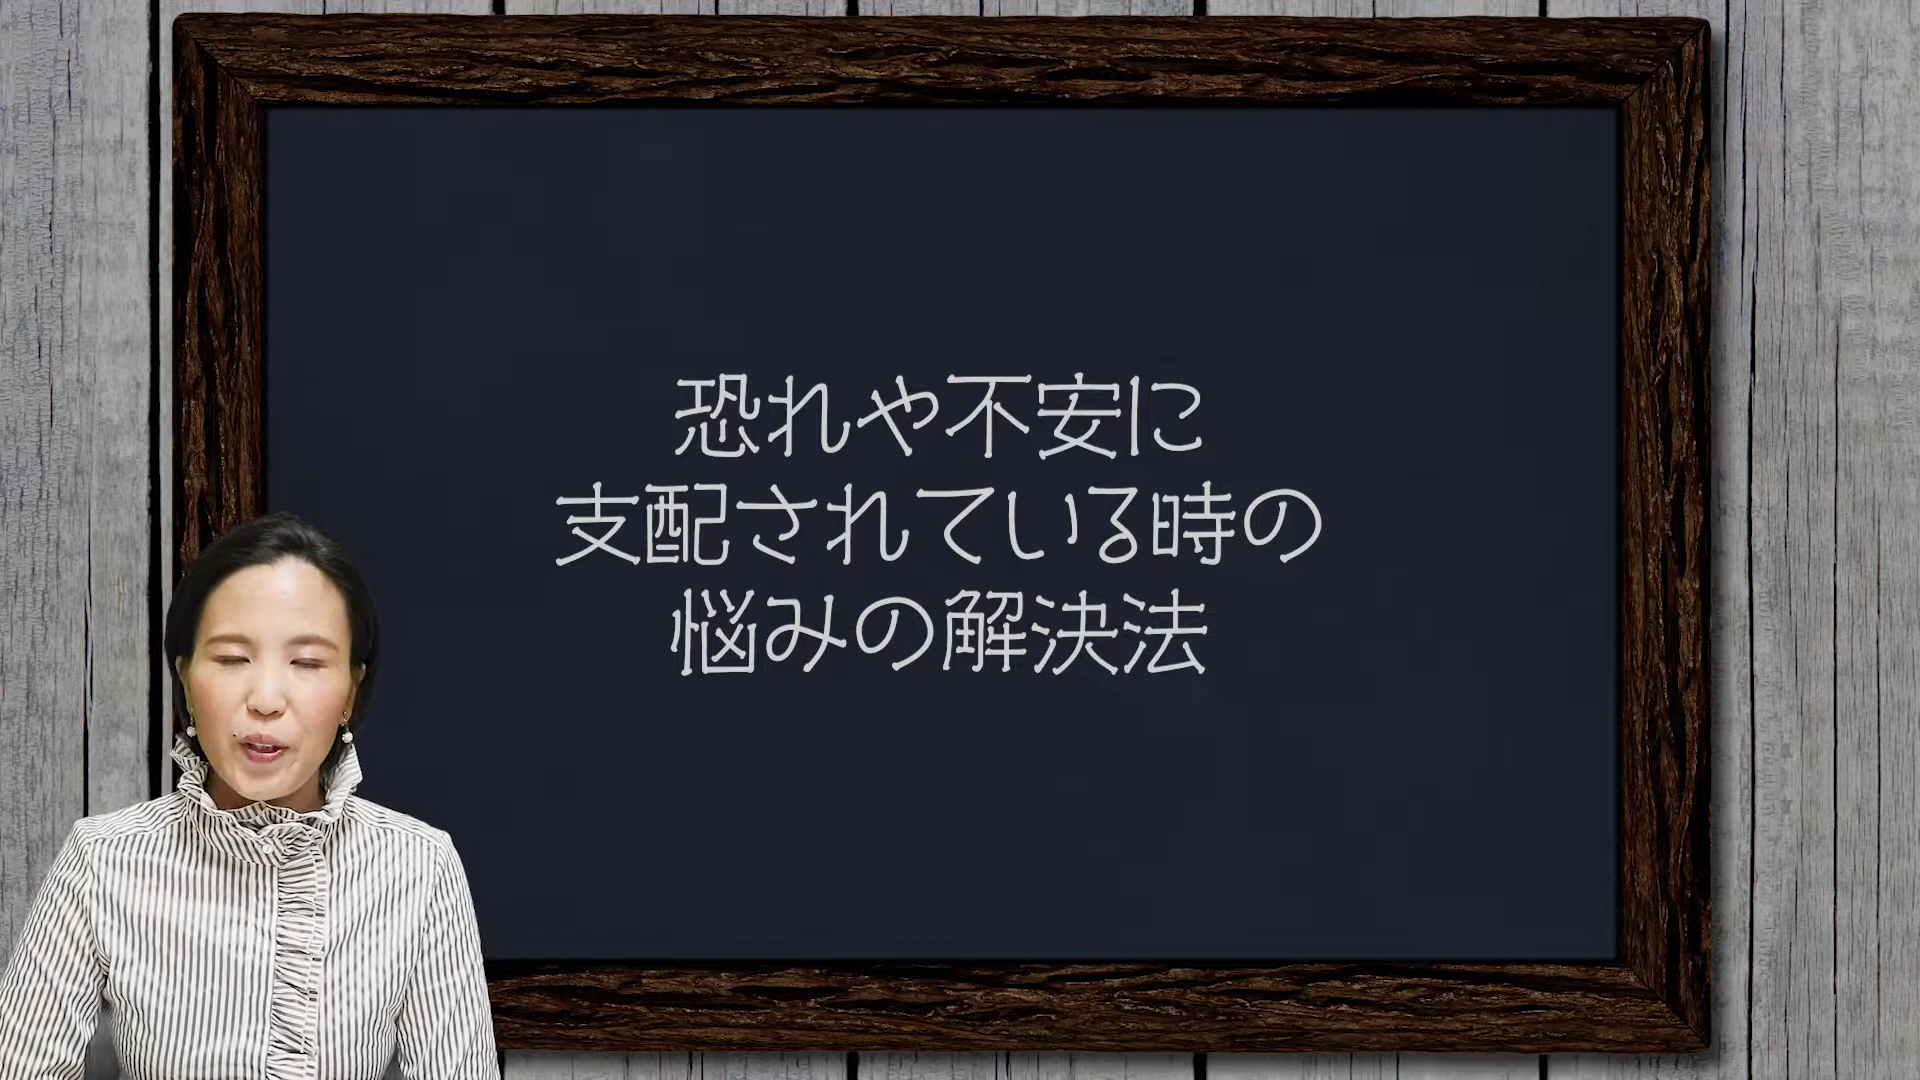 恐れや不安に
支配されている時の
悩みの解決法